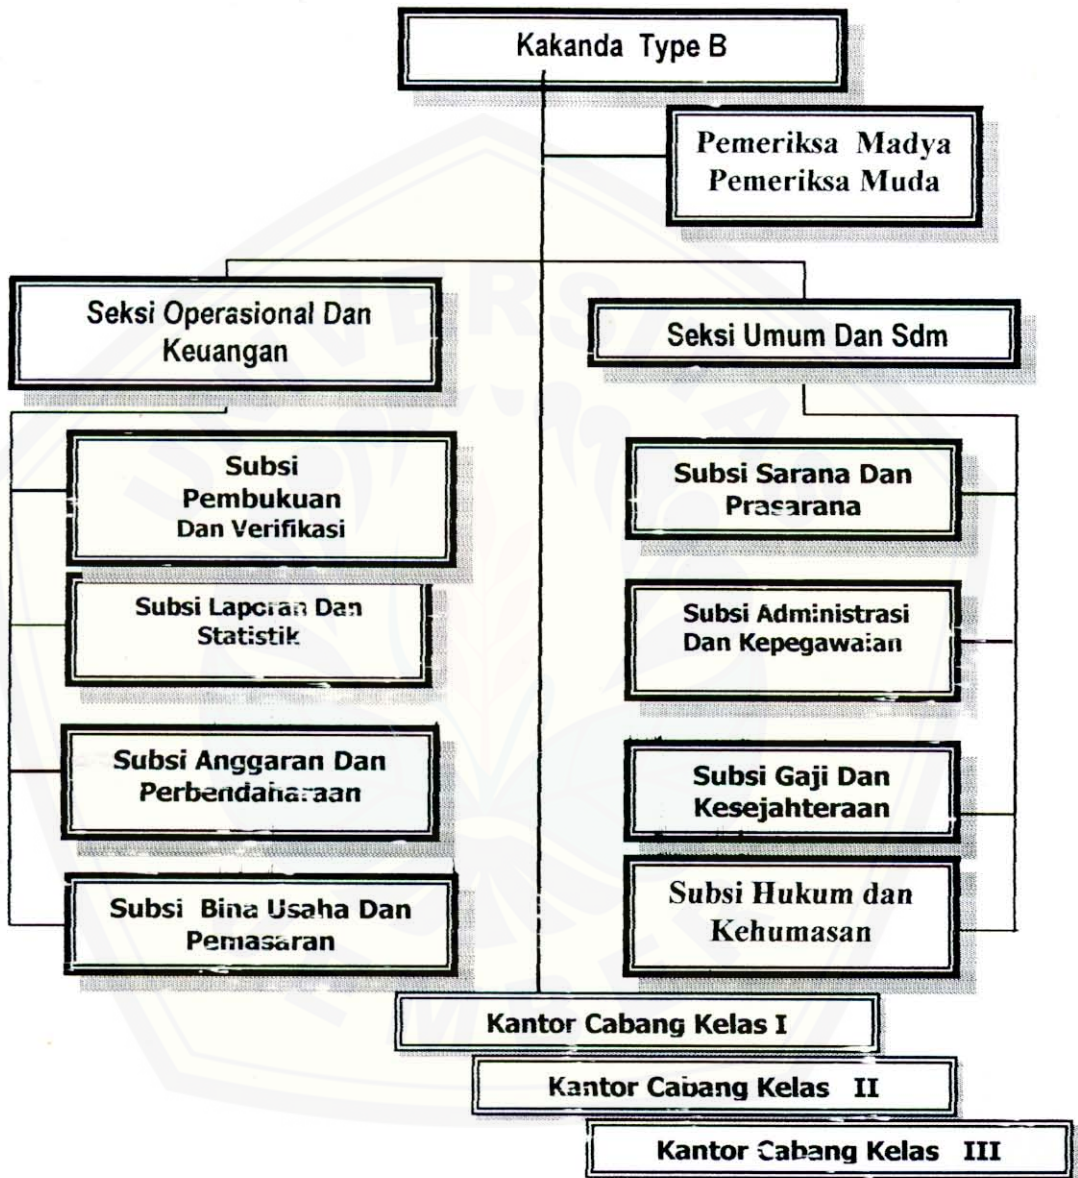 Kakanda Type B
Pemeriksa Madya
Pemeriksa Muda
Seksi Operasional Dan
Keuangan
Seksi Umum Dan Sdm
Subsi
Pembukuan
Dan Verifikasi
Subsi Sarana Dan
Prasarana
Subsi Laporan Dan
Statistik
Subsi Administrasi
Dan Kepegawaian
Subsi Anggaran Dan
Perbendaharaan
Subsi Gaji Dan
Kesejahteraan
Subsi Bina Usaha Dan
Pemasaran
Subsi Hukum dan
Kehumasan
Kantor Cabang Kelas I
Kantor Cabang Kelas II
Kantor Cabang Kelas III
UNIVERSITAS
JEMBER